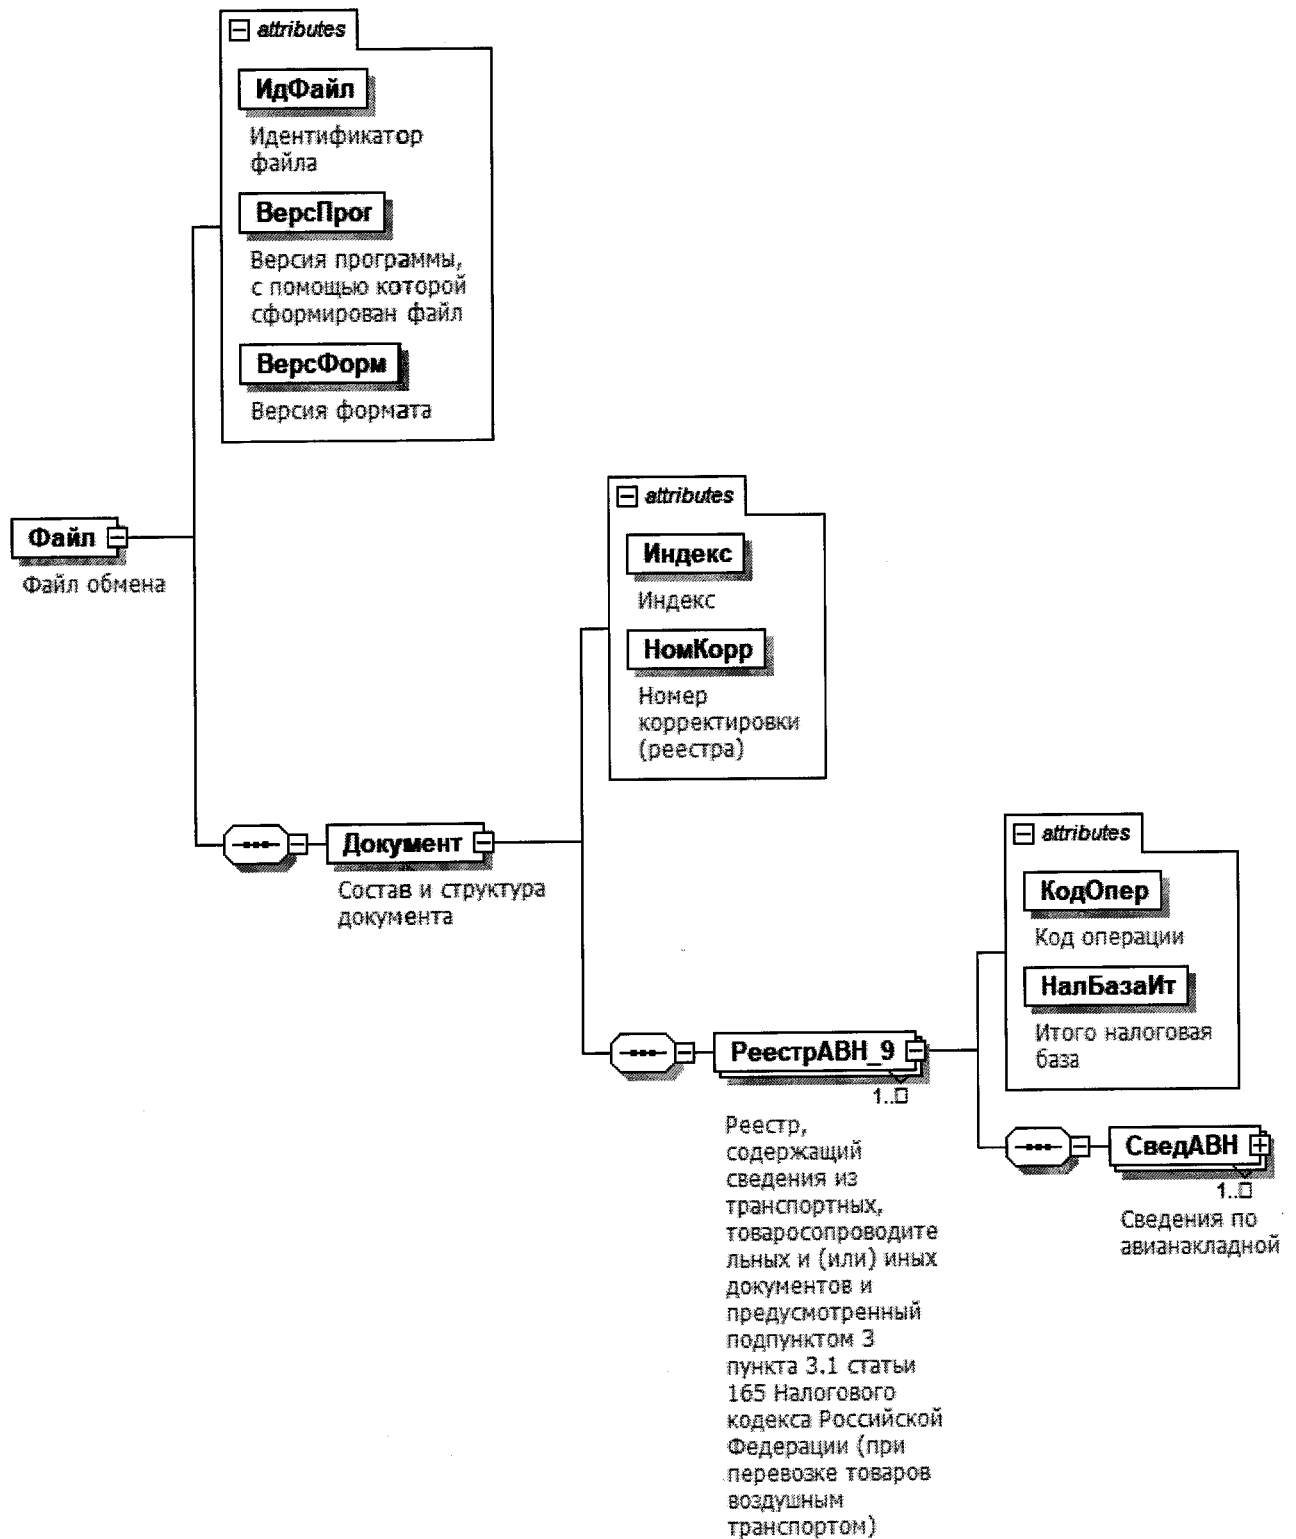 attributes
ИдФайл
Идентификатор
файла
ВерсПрог
Версия программы,
с помощью которой
сформирован файл
ВерсФорм
Версия формата
Файл
Файл обмена
attributes
Индекс
Индекс
НомКорр
Номер
корректировки
(реестра)
Документ
Состав и структура
документа
attributes
КодОпер
Код операции
НалБазаИт
Итого налоговая
база
РеестрАВН_9
1..□
Реестр,
содержащий
сведения из
транспортных,
товаросопроводите
льных и (или) иных
документов и
предусмотренный
подпунктом 3
пункта 3.1 статьи
165 Налогового
кодекса Российской
Федерации (при
перевозке товаров
воздушным
транспортом)
СведАВН
1..□
Сведения по
авианакладной